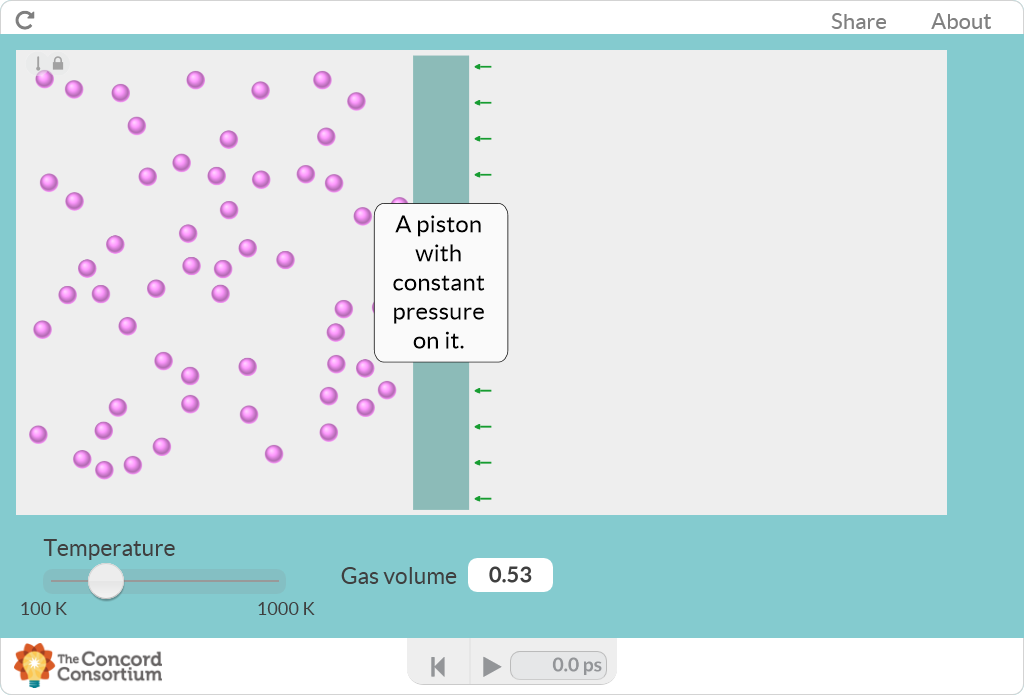 Share About
A piston
with
constant
pressure
on it.
Temperature
Gas volume 0.53
100 K 1000 K
The Concord
Consortium
0.0 ps